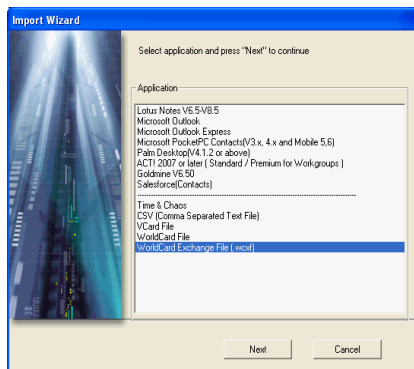 Import Wizard
Select application and press "Next" to continue
Application
Lotus Notes V6.5-V8.5
Microsoft Outlook
Microsoft Outlook Express
Microsoft PocketPC Contacts(V3.x, 4.x and Mobile 5,6)
Palm Desktop(V4.1.2 or above)
ACT! 2007 or later ( Standard / Premium for Workgroups )
Goldmine V6.50
Salesforce(Contacts)
--------------------------------------------------------------------------------
Time & Chaos
CSV (Comma Separated Text File)
VCard File
WorldCard File
WorldCard Exchange File (.wcxf)
Next
Cancel